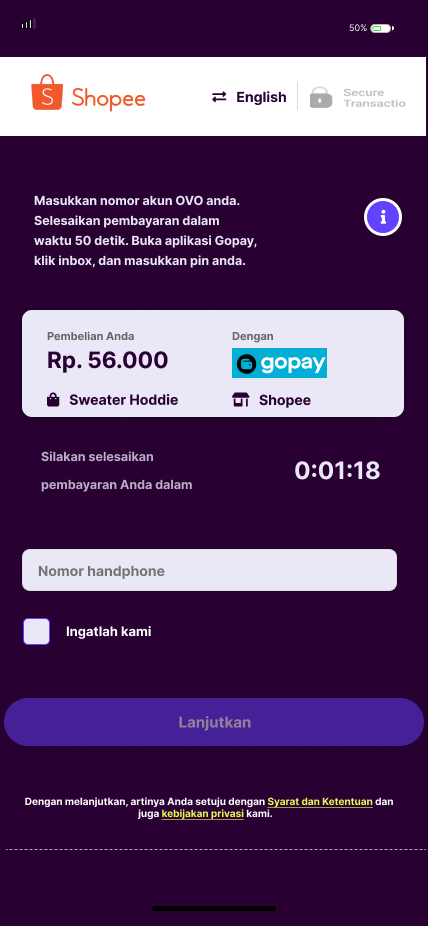 50%
Shopee
English
Secure
Transactio
Masukkan nomor akun OVO anda.
Selesaikan pembayaran dalam
waktu 50 detik. Buka aplikasi Gopay,
klik inbox, dan masukkan pin anda.
Pembelian Anda
Dengan
Rp. 56.000
gopay
Sweater Hoddie
Shopee
Silakan selesaikan
pembayaran Anda dalam
0:01:18
Nomor handphone
Ingatlah kami
Lanjutkan
Dengan melanjutkan, artinya Anda setuju dengan Syarat dan Ketentuan dan
juga kebijakan privasi kami.